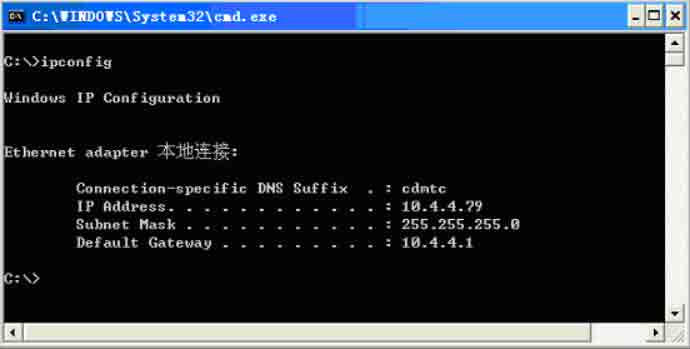 C:\WINDOWS\System32\cmd.exe
C:\>ipconfig
Windows IP Configuration
Ethernet adapter 本地连接:
Connection-specific DNS Suffix  . : cdmtc
IP Address. . . . . . . . . . . . : 10.4.4.79
Subnet Mask . . . . . . . . . . . : 255.255.255.0
Default Gateway . . . . . . . . . : 10.4.4.1
C:\>